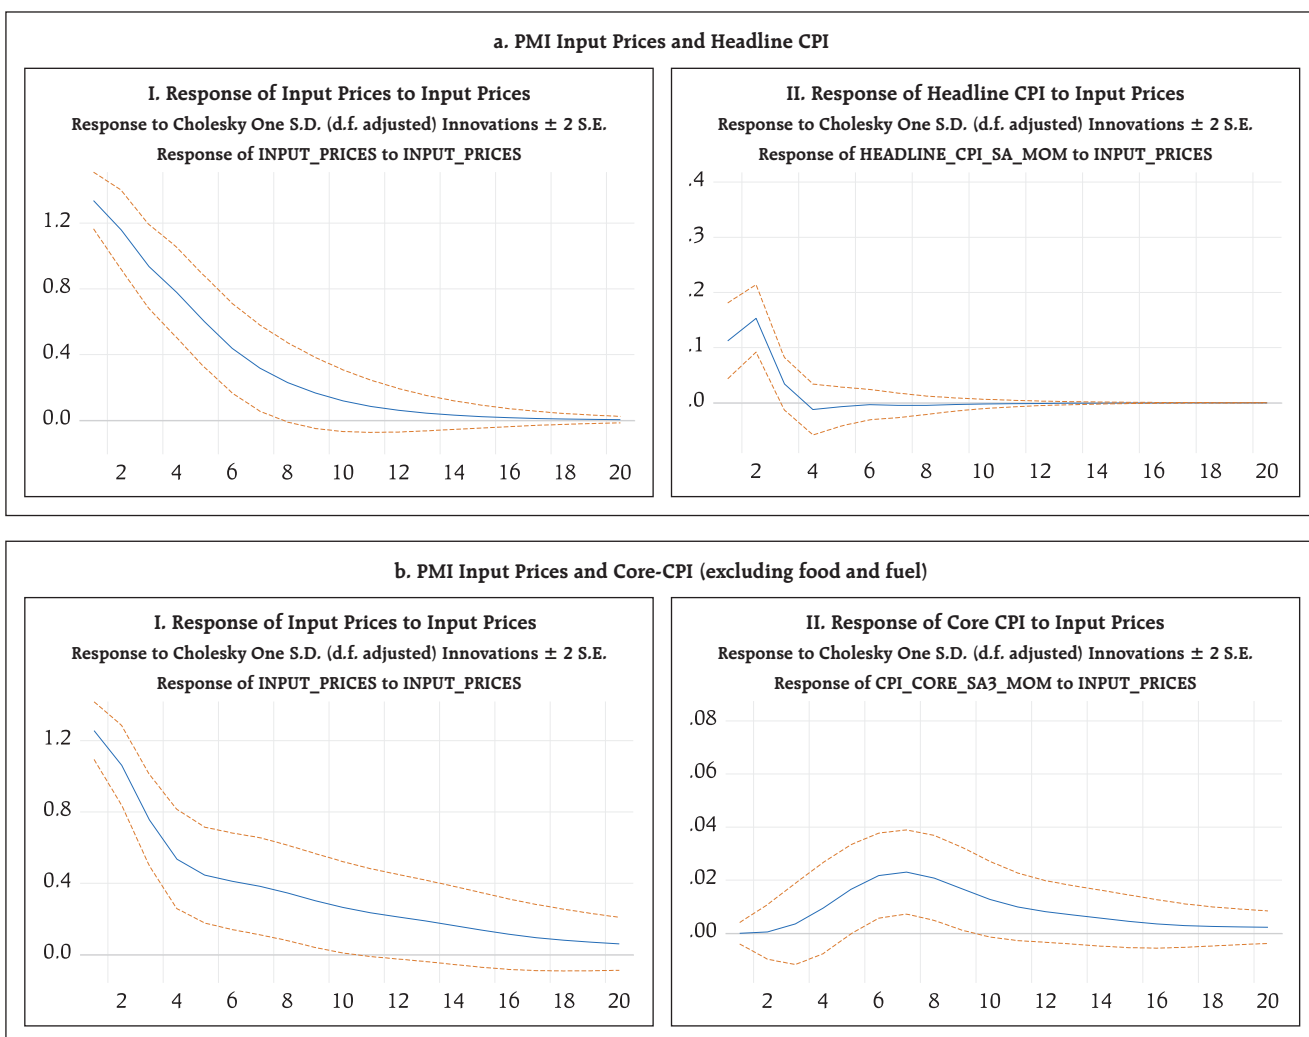 a. PMI Input Prices and Headline CPI
I. Response of Input Prices to Input Prices
Response to Cholesky One S.D. (d.f. adjusted) Innovations ± 2 S.E.
Response of INPUT_PRICES to INPUT_PRICES
1.2
0.8
0.4
0.0
2 4 6 8 10 12 14 16 18 20
II. Response of Headline CPI to Input Prices
Response to Cholesky One S.D. (d.f. adjusted) Innovations ± 2 S.E.
Response of HEADLINE_CPI_SA_MOM to INPUT_PRICES
.4
.3
.2
.1
.0
2 4 6 8 10 12 14 16 18 20
b. PMI Input Prices and Core-CPI (excluding food and fuel)
I. Response of Input Prices to Input Prices
Response to Cholesky One S.D. (d.f. adjusted) Innovations ± 2 S.E.
Response of INPUT_PRICES to INPUT_PRICES
1.2
0.8
0.4
0.0
2 4 6 8 10 12 14 16 18 20
II. Response of Core CPI to Input Prices
Response to Cholesky One S.D. (d.f. adjusted) Innovations ± 2 S.E.
Response of CPI_CORE_SA3_MOM to INPUT_PRICES
.08
.06
.04
.02
.00
2 4 6 8 10 12 14 16 18 20